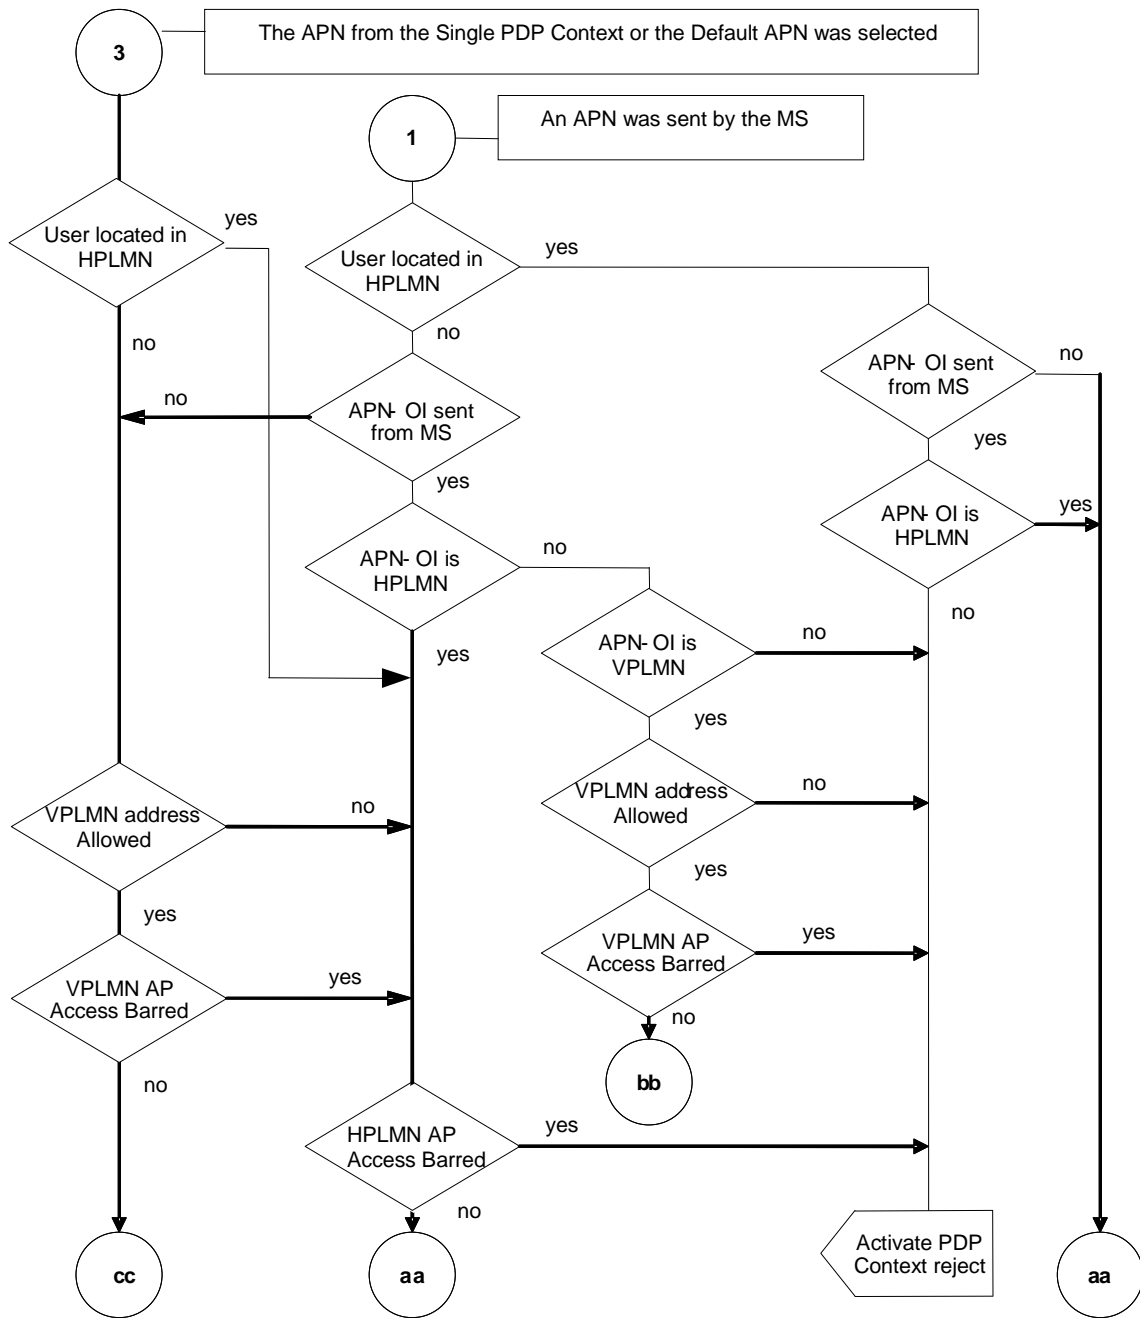 3
The APN from the Single PDP Context or the Default APN was selected
1
An APN was sent by the MS
User located in
HPLMN
yes
User located in
HPLMN
yes
no
no
APN- OI sent
from MS
no
no
APN- OI sent
from MS
yes
yes
APN- OI is
HPLMN
yes
APN- OI is
HPLMN
no
no
yes
APN- OI is
VPLMN
no
yes
VPLMN address
Allowed
no
VPLMN address
Allowed
no
yes
yes
VPLMN AP
Access Barred
yes
VPLMN AP
Access Barred
yes
no
no
bb
HPLMN AP
Access Barred
yes
no
cc
aa
Activate PDP
Context reject
aa